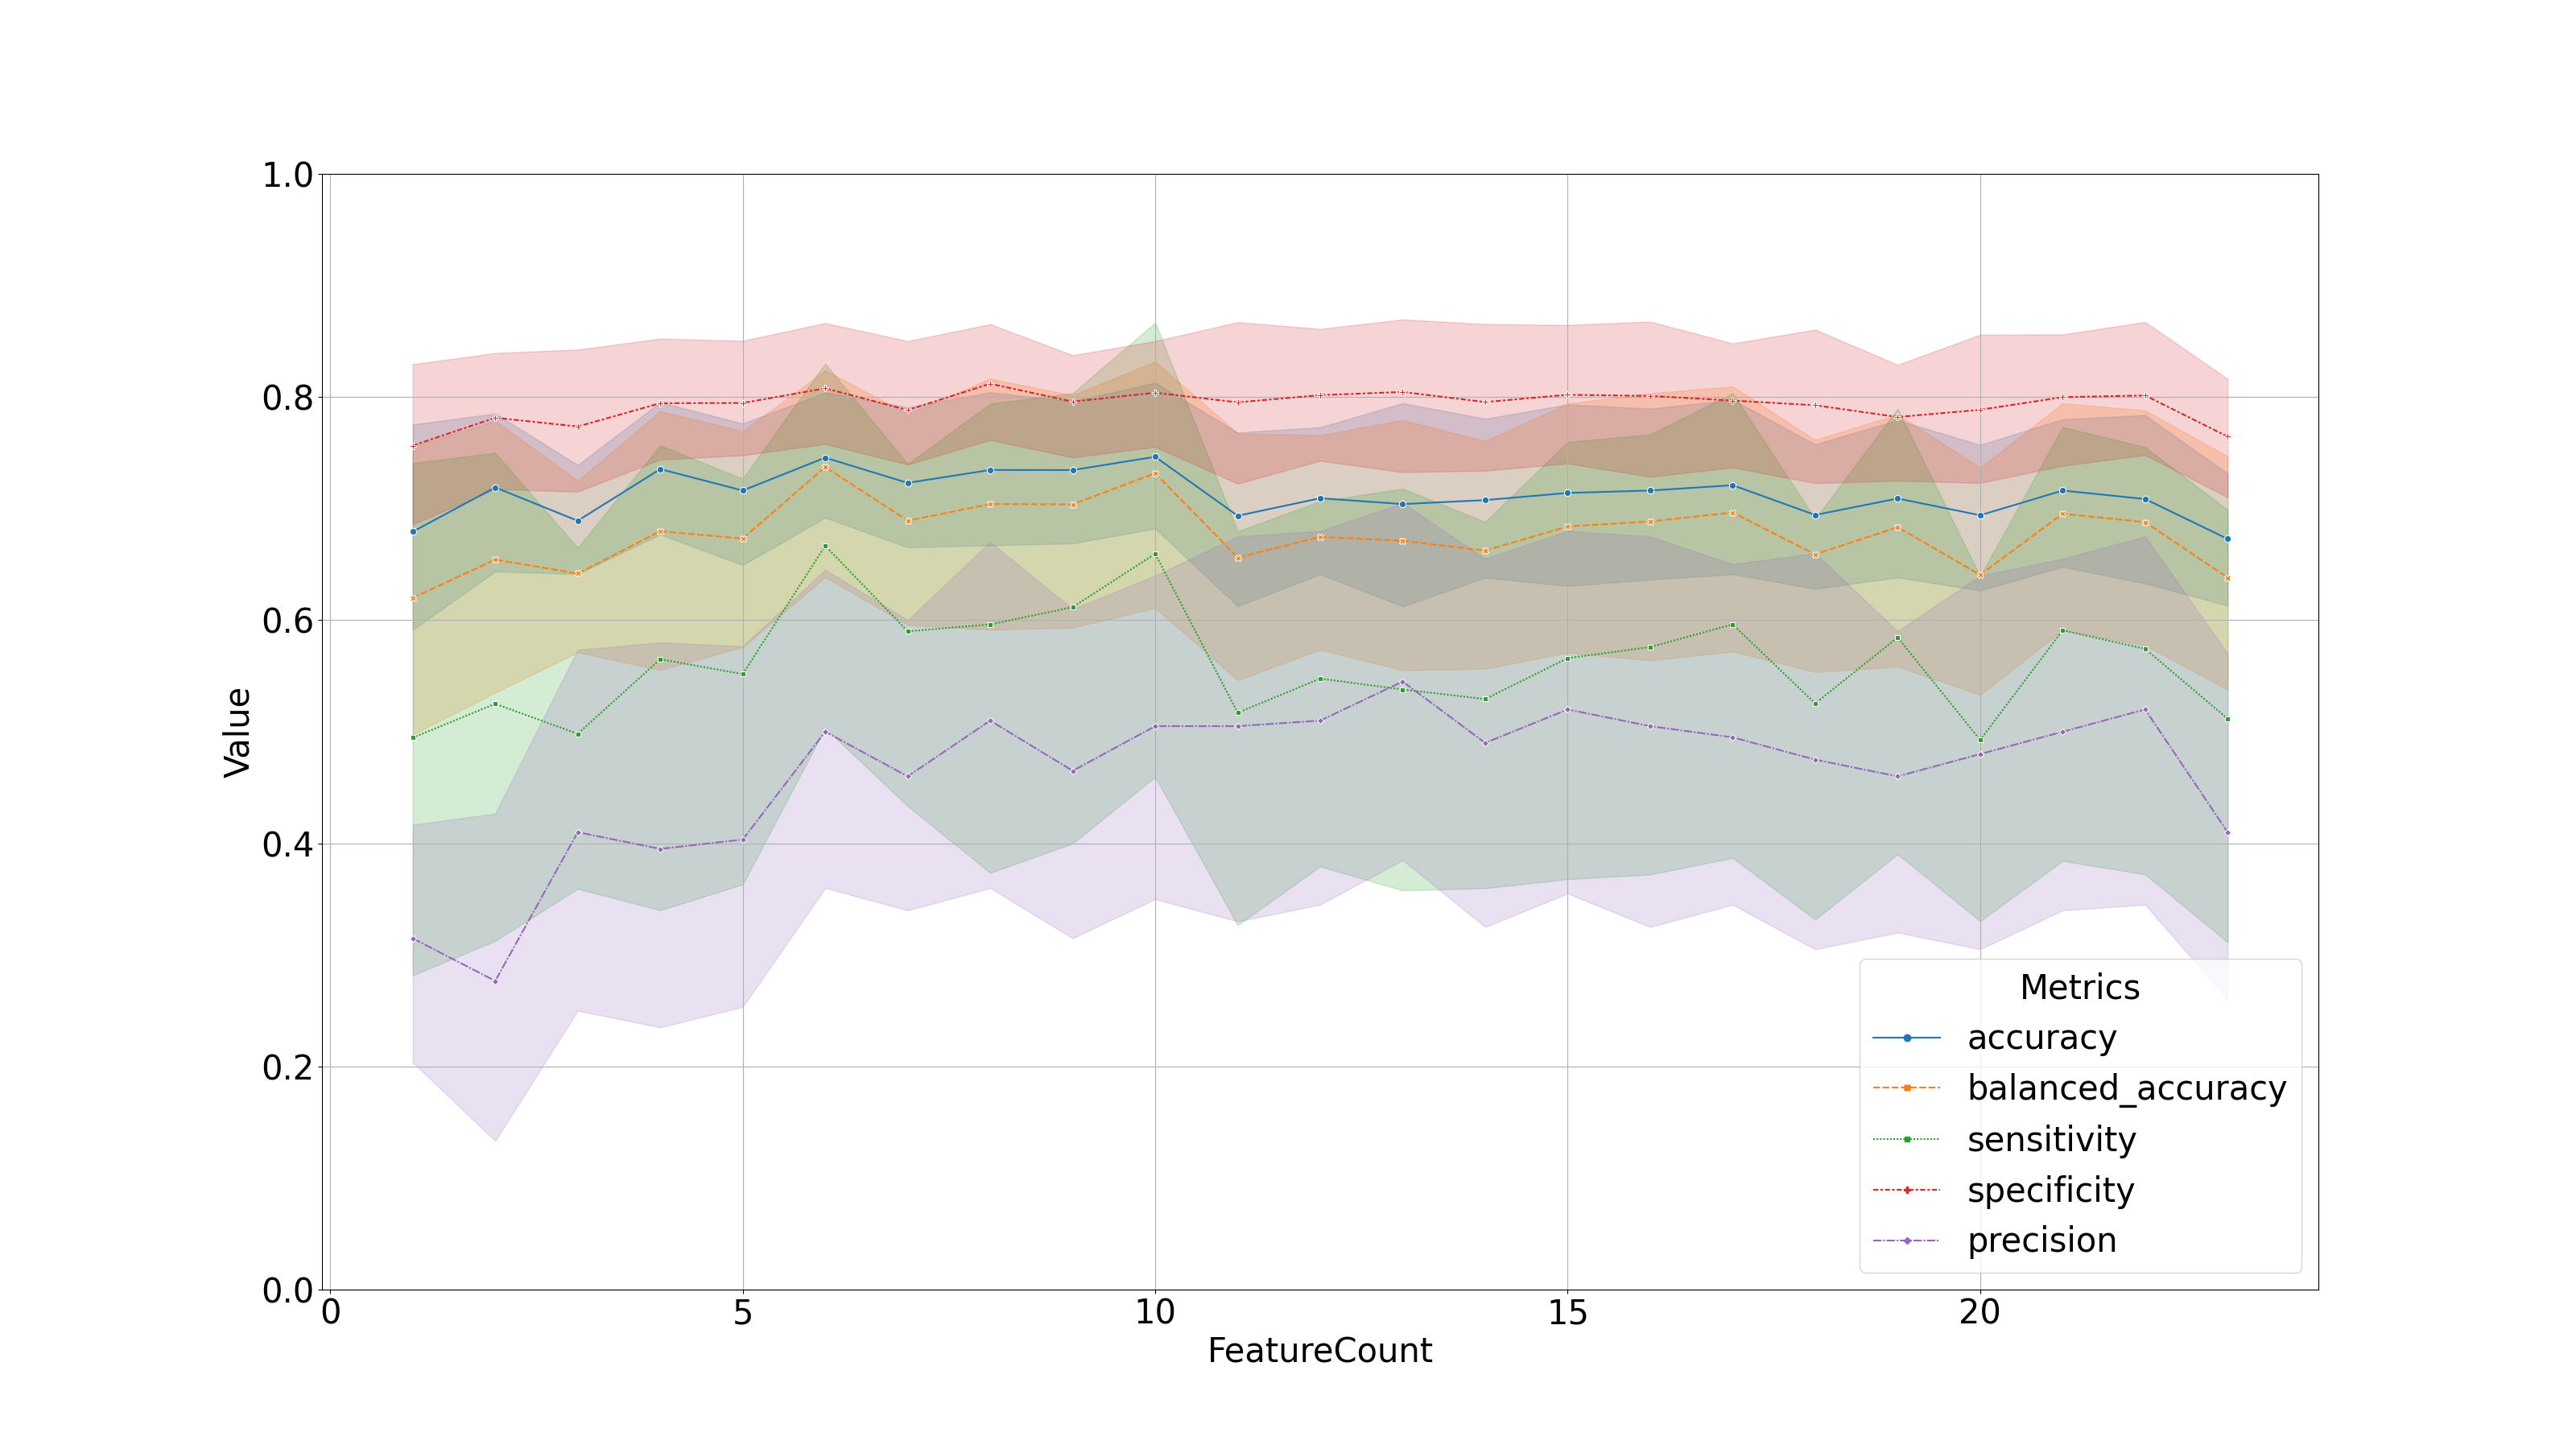 1.0
0.8
0.6
0.4
0.2
0.0
Value
0 5 10 15 20
FeatureCount
Metrics
accuracy
balanced_accuracy
sensitivity
specificity
precision